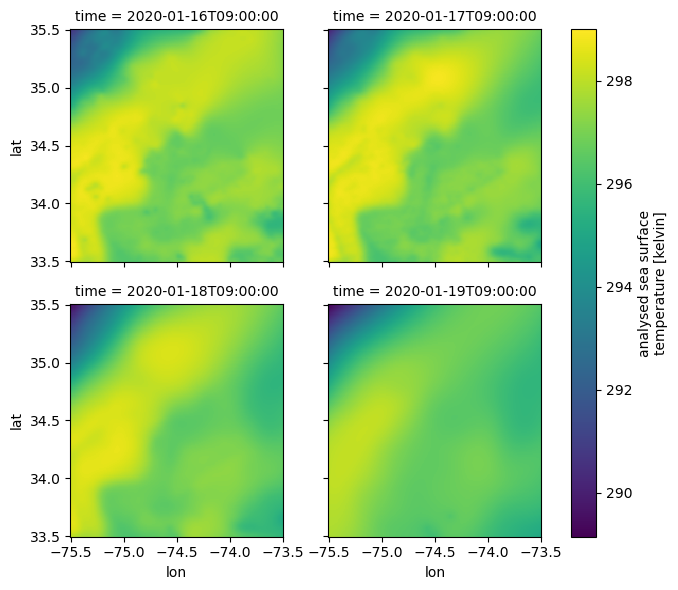 time = 2020-01-16T09:00:00
time = 2020-01-17T09:00:00
35.5
35.0
34.5
34.0
33.5
lat
298
296
294
292
290
analysed sea surface
temperature [kelvin]
time = 2020-01-18T09:00:00
time = 2020-01-19T09:00:00
35.5
35.0
34.5
34.0
33.5
lat
−75.5 −75.0 −74.5 −74.0 −73.5
lon
−75.5 −75.0 −74.5 −74.0 −73.5
lon